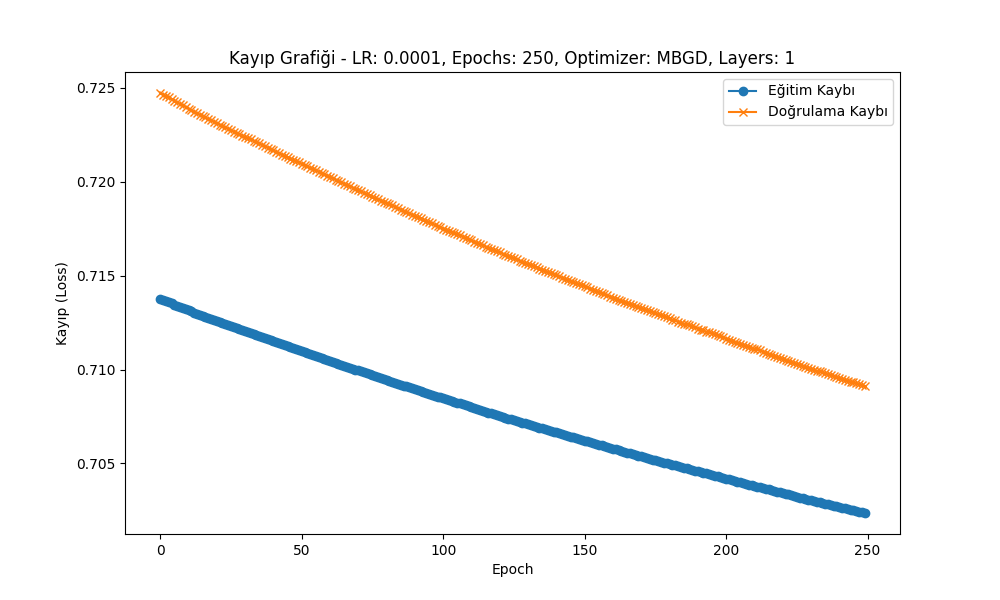 Kayıp Grafiği - LR: 0.0001, Epochs: 250, Optimizer: MBGD, Layers: 1
Eğitim Kaybı
Doğrulama Kaybı
Kayıp (Loss)
0.725
0.720
0.715
0.710
0.705
0 50 100 150 200 250
Epoch